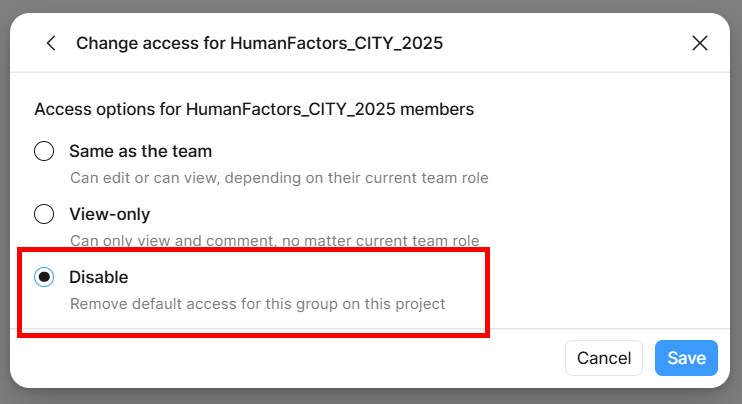 Change access for HumanFactors_CITY_2025
Access options for HumanFactors_CITY_2025 members
Same as the team
Can edit or can view, depending on their current team role
View-only
Can only view and comment, no matter current team role
Disable
Remove default access for this group on this project
Cancel
Save